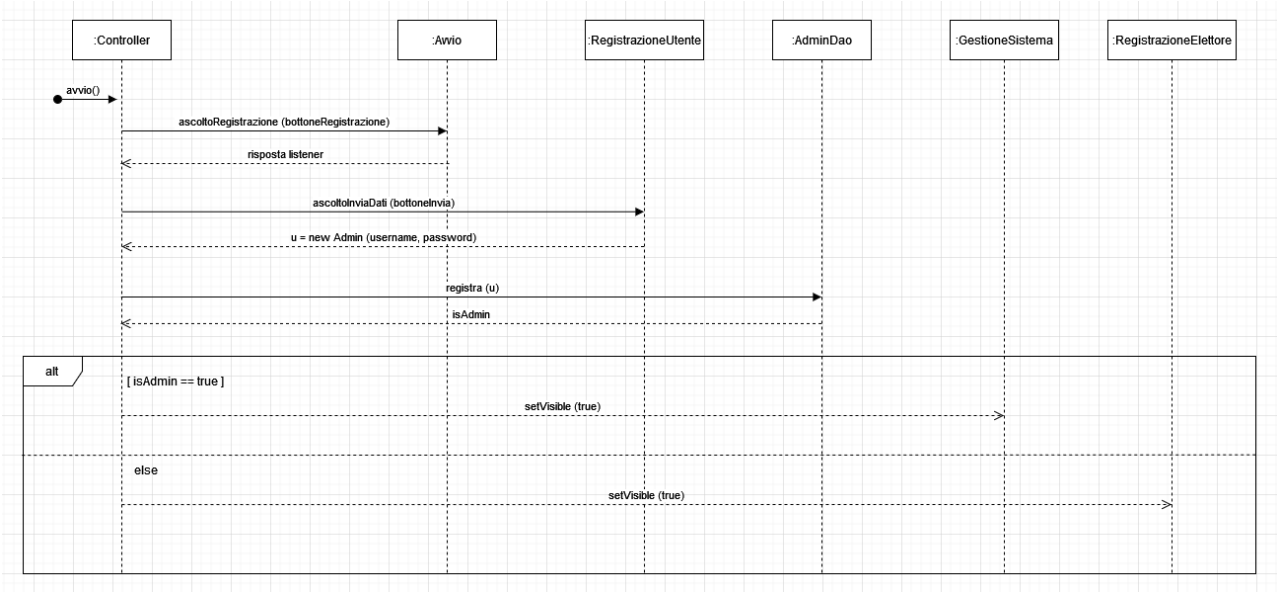 :Controller
:Avvio
:RegistrazioneUtente
:AdminDao
:GestioneSistema
:RegistrazioneElettore
avvio()
ascoltoRegistrazione (bottoneRegistrazione)
risposta listener
ascoltoInviaDati (bottoneInvia)
u = new Admin (username, password)
registra (u)
isAdmin
alt
[ isAdmin == true ]
setVisible (true)
else
setVisible (true)